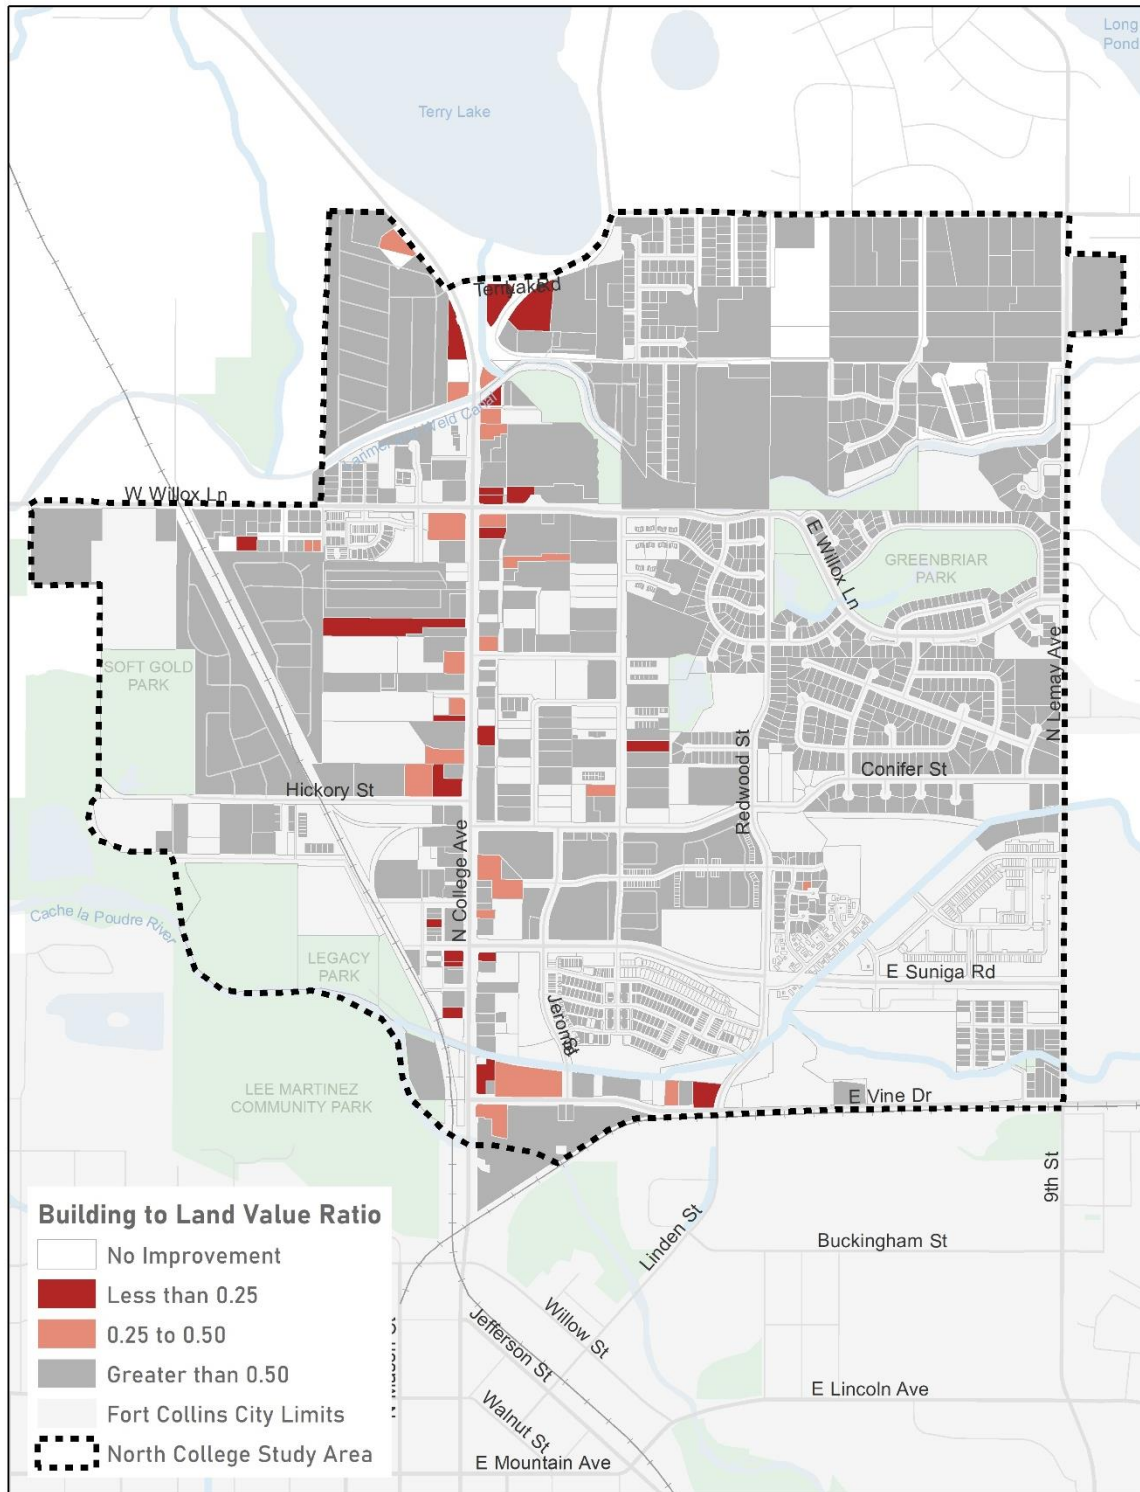 Long
Pond
Terry Lake
Larimer Weld Canal
W Willox Ln
E Willox Ln
GREENBRIAR
PARK
SOFT GOLD
PARK
N Lemay Ave
Redwood St
Conifer St
Hickory St
N College Ave
Cache la Poudre River
LEGACY
PARK
E Suniga Rd
Jerome St
LEE MARTINEZ
COMMUNITY PARK
E Vine Dr
9th St
Linden St
Buckingham St
Willow St
Jefferson St
Walnut St
E Lincoln Ave
E Mountain Ave
Building to Land Value Ratio
No Improvement
Less than 0.25
0.25 to 0.50
Greater than 0.50
Fort Collins City Limits
North College Study Area